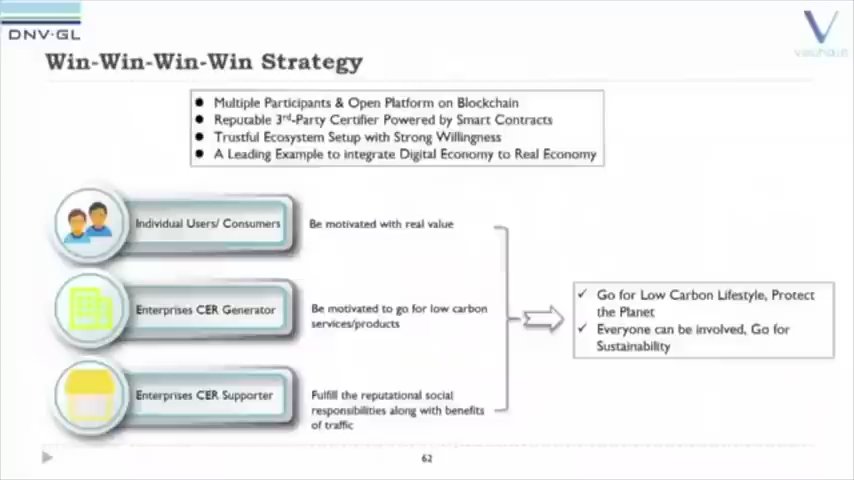 DNV·GL
Win-Win-Win-Win Strategy
Multiple Participants & Open Platform on Blockchain
Reputable 3rd-Party Certifier Powered by Smart Contracts
Trustful Ecosystem Setup with Strong Willingness
A Leading Example to integrate Digital Economy to Real Economy
Individual Users/ Consumers
Be motivated with real value
Enterprises CER Generator
Be motivated to go for low carbon
services/products
Enterprises CER Supporter
Fulfill the reputational social
responsibilities along with benefits
of traffic
✓ Go for Low Carbon Lifestyle, Protect
the Planet
✓ Everyone can be involved, Go for
Sustainability
62